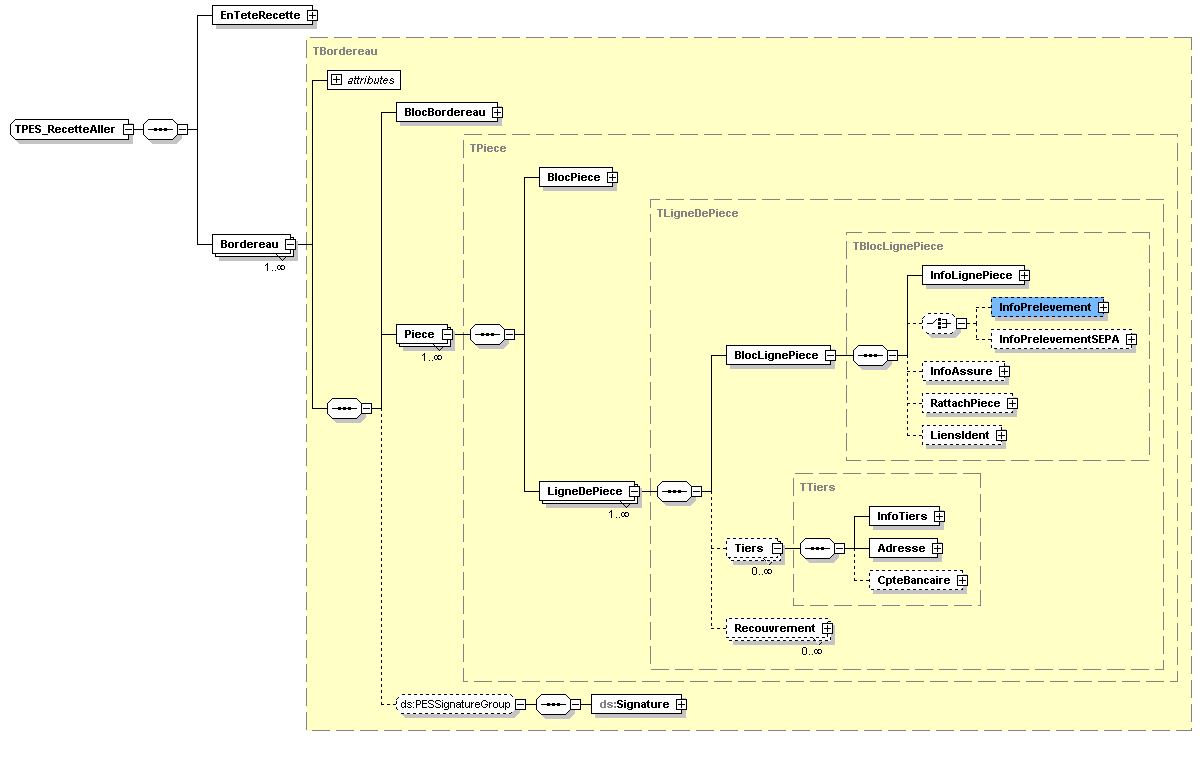 EnTeteRecette
TBordereau
attributes
BlocBordereau
TPES_RecetteAller
TPiece
BlocPiece
TLigneDePiece
TBlocLignePiece
Bordereau
1..∞
InfoLignePiece
InfoPrelevement
InfoPrelevementSEPA
Piece
1..∞
BlocLignePiece
InfoAssure
RattachPiece
LiensIdent
LigneDePiece
1..∞
TTiers
InfoTiers
Tiers
0..∞
Adresse
CpteBancaire
Recouvrement
0..∞
ds:PESSignatureGroup
ds:Signature